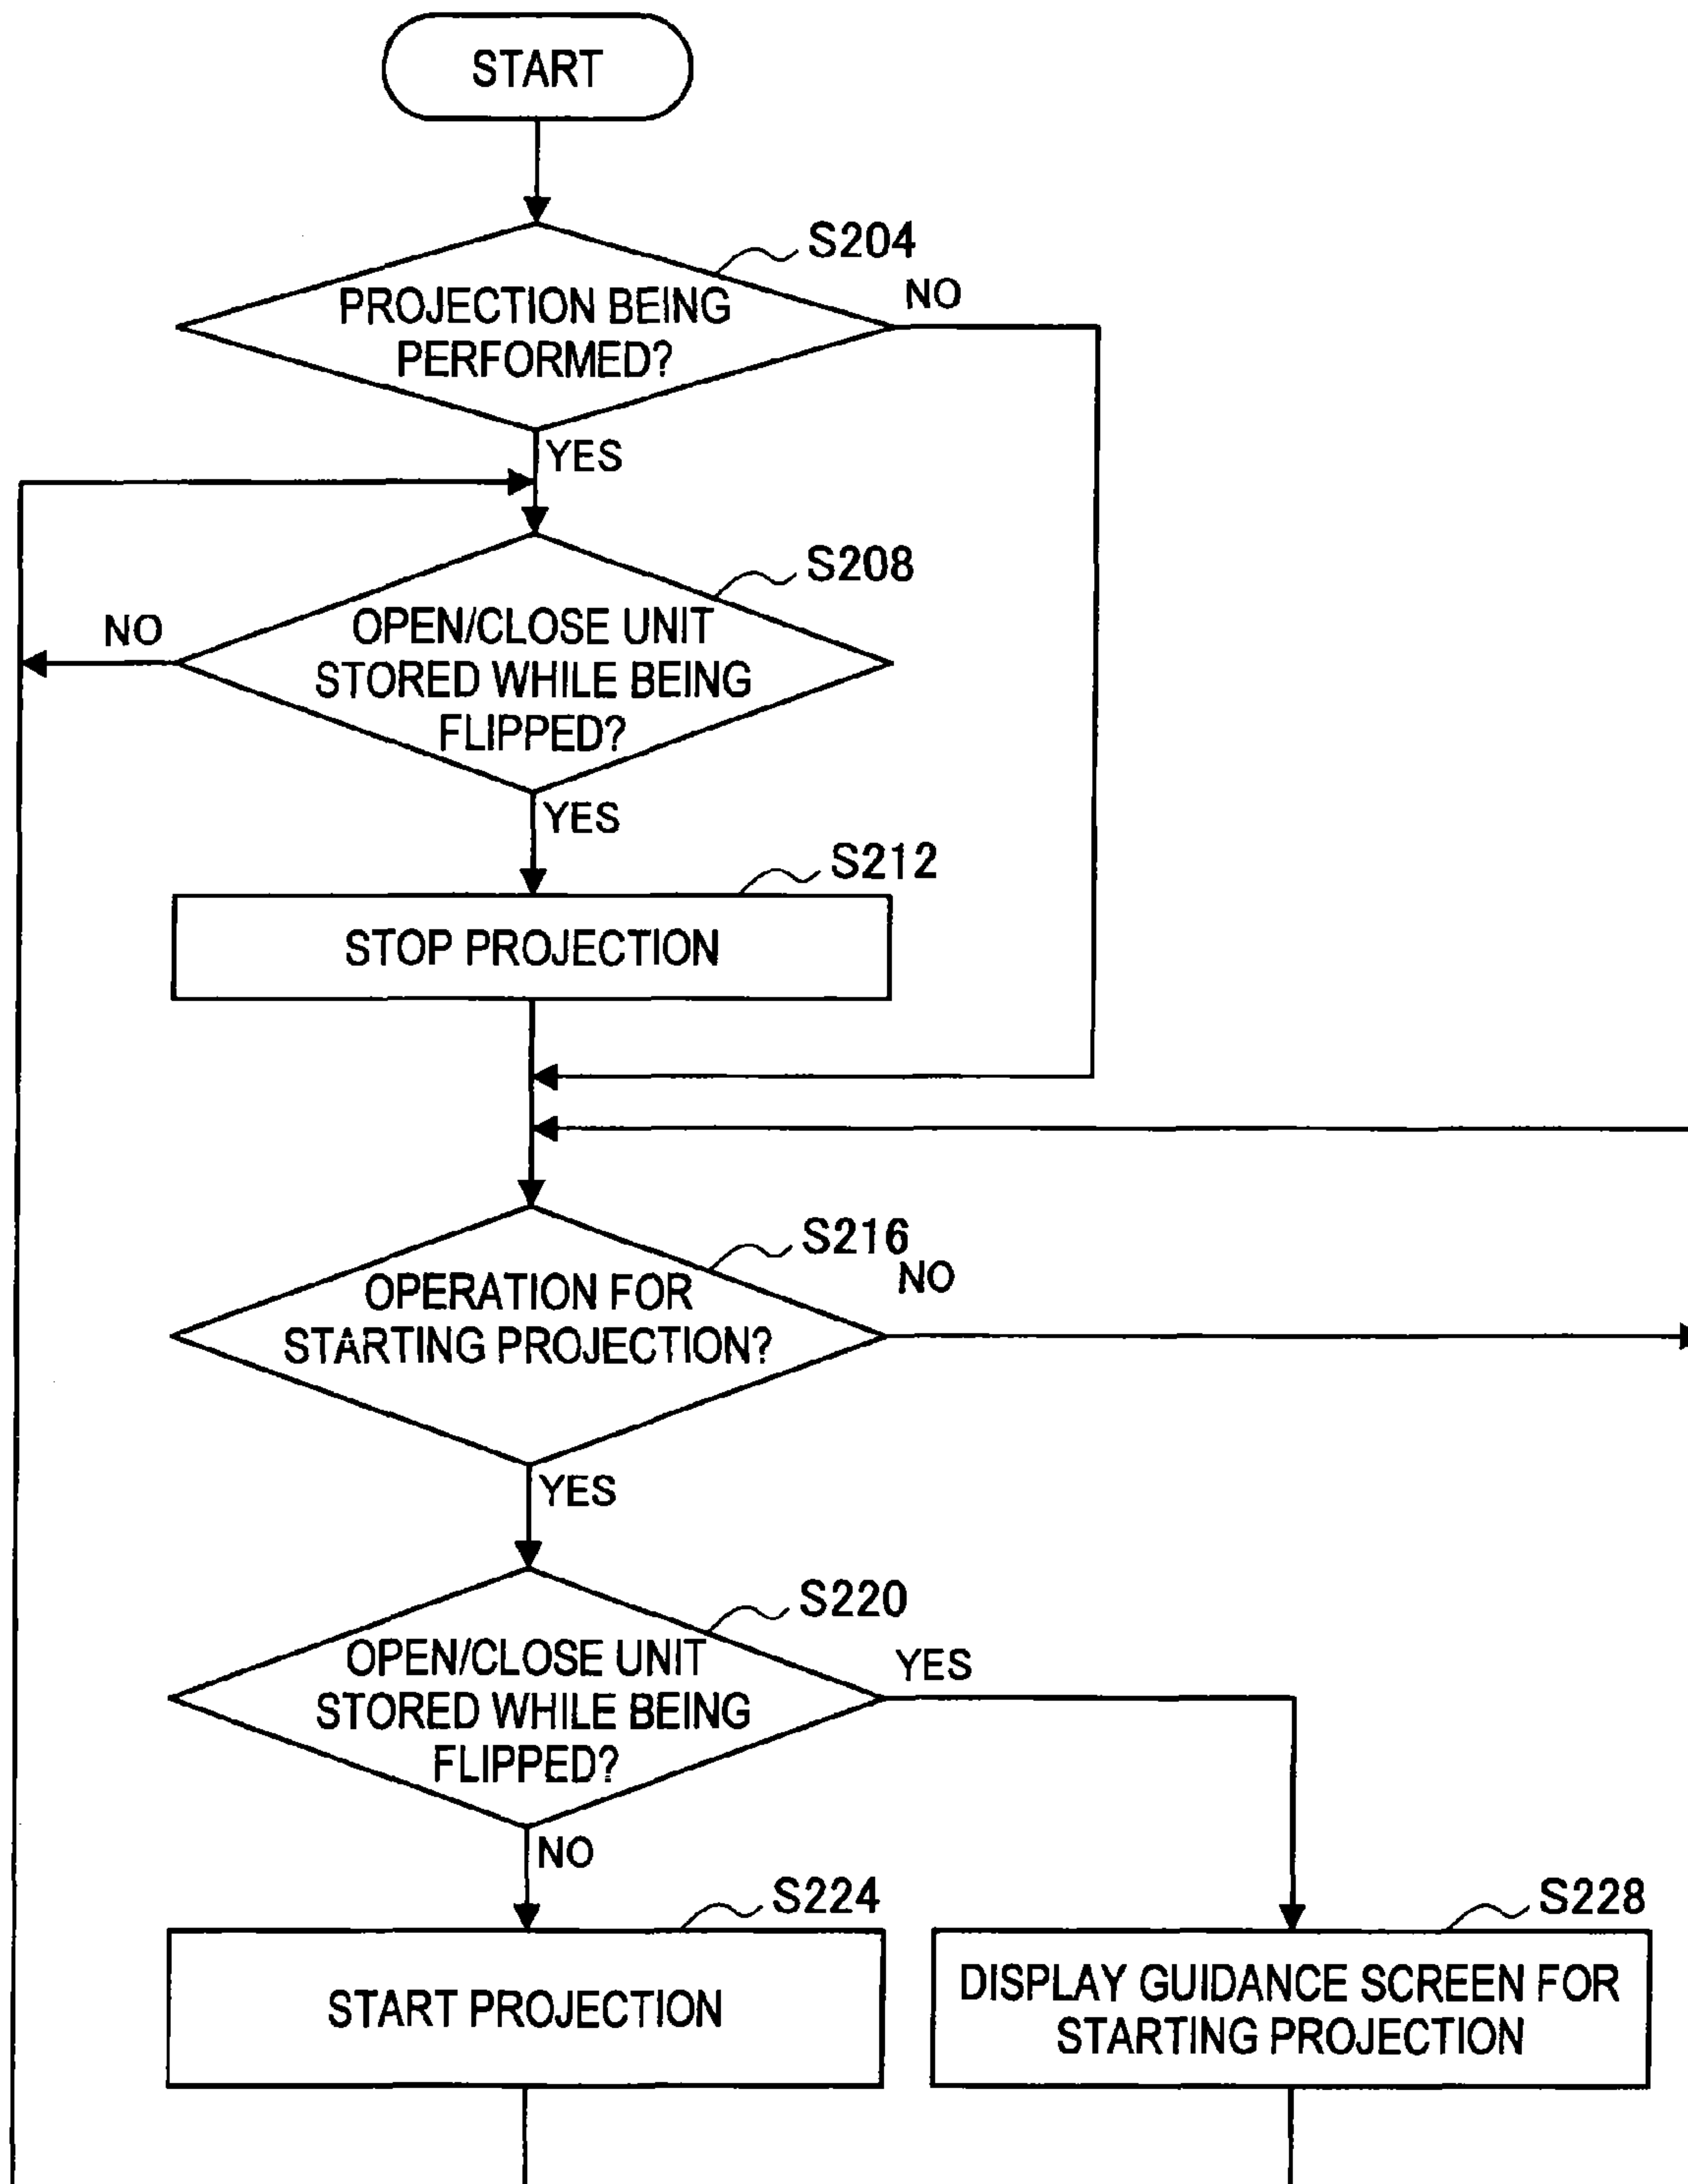 START
S204
NO
PROJECTION BEING
PERFORMED?
YES
S208
NO
OPEN/CLOSE UNIT
STORED WHILE BEING
FLIPPED?
YES
S212
STOP PROJECTION
S216
NO
OPERATION FOR
STARTING PROJECTION?
YES
S220
OPEN/CLOSE UNIT
STORED WHILE BEING
FLIPPED?
YES
NO
S224
START PROJECTION
S228
DISPLAY GUIDANCE SCREEN FOR
STARTING PROJECTION